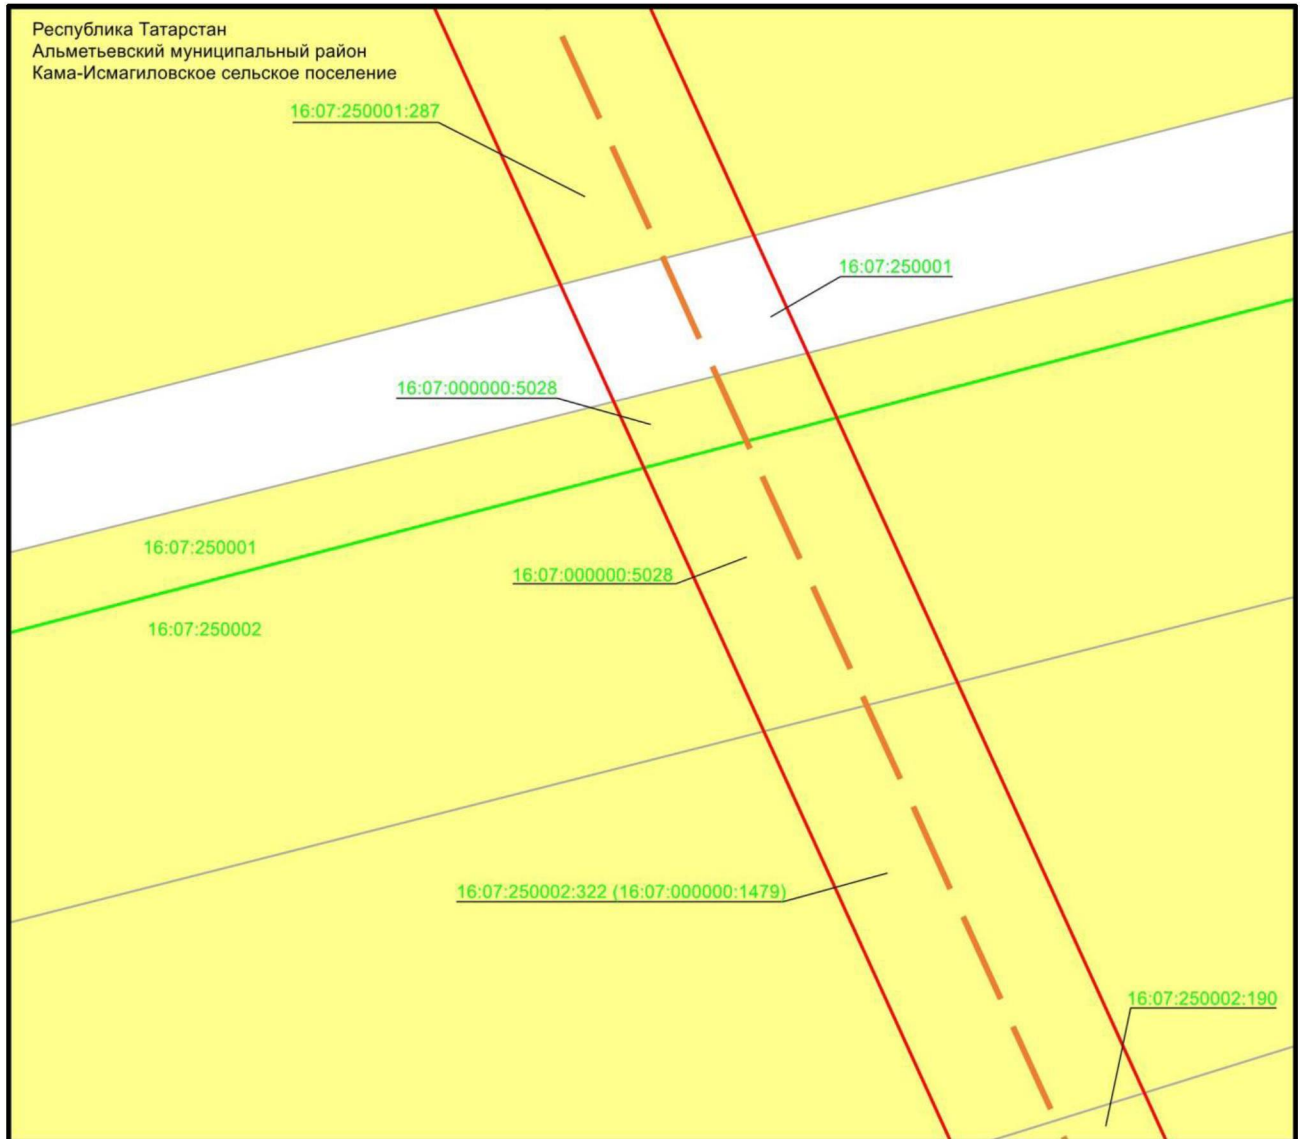 Республика Татарстан
Альметьевский муниципальный район
Кама-Исмагиловское сельское поселение
16:07:250001:287
16:07:250001
16:07:000000:5028
16:07:250001
16:07:000000:5028
16:07:250002
16:07:250002:322 (16:07:000000:1479)
16:07:250002:190